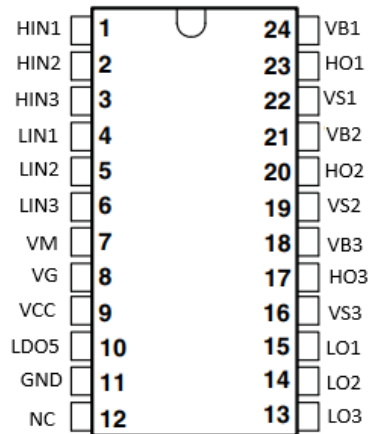 HIN1 1 24 VB1
HIN2 2 23 HO1
HIN3 3 22 VS1
LIN1 4 21 VB2
LIN2 5 20 HO2
LIN3 6 19 VS2
VM 7 18 VB3
VG 8 17 HO3
VCC 9 16 VS3
LDO5 10 15 LO1
GND 11 14 LO2
NC 12 13 LO3